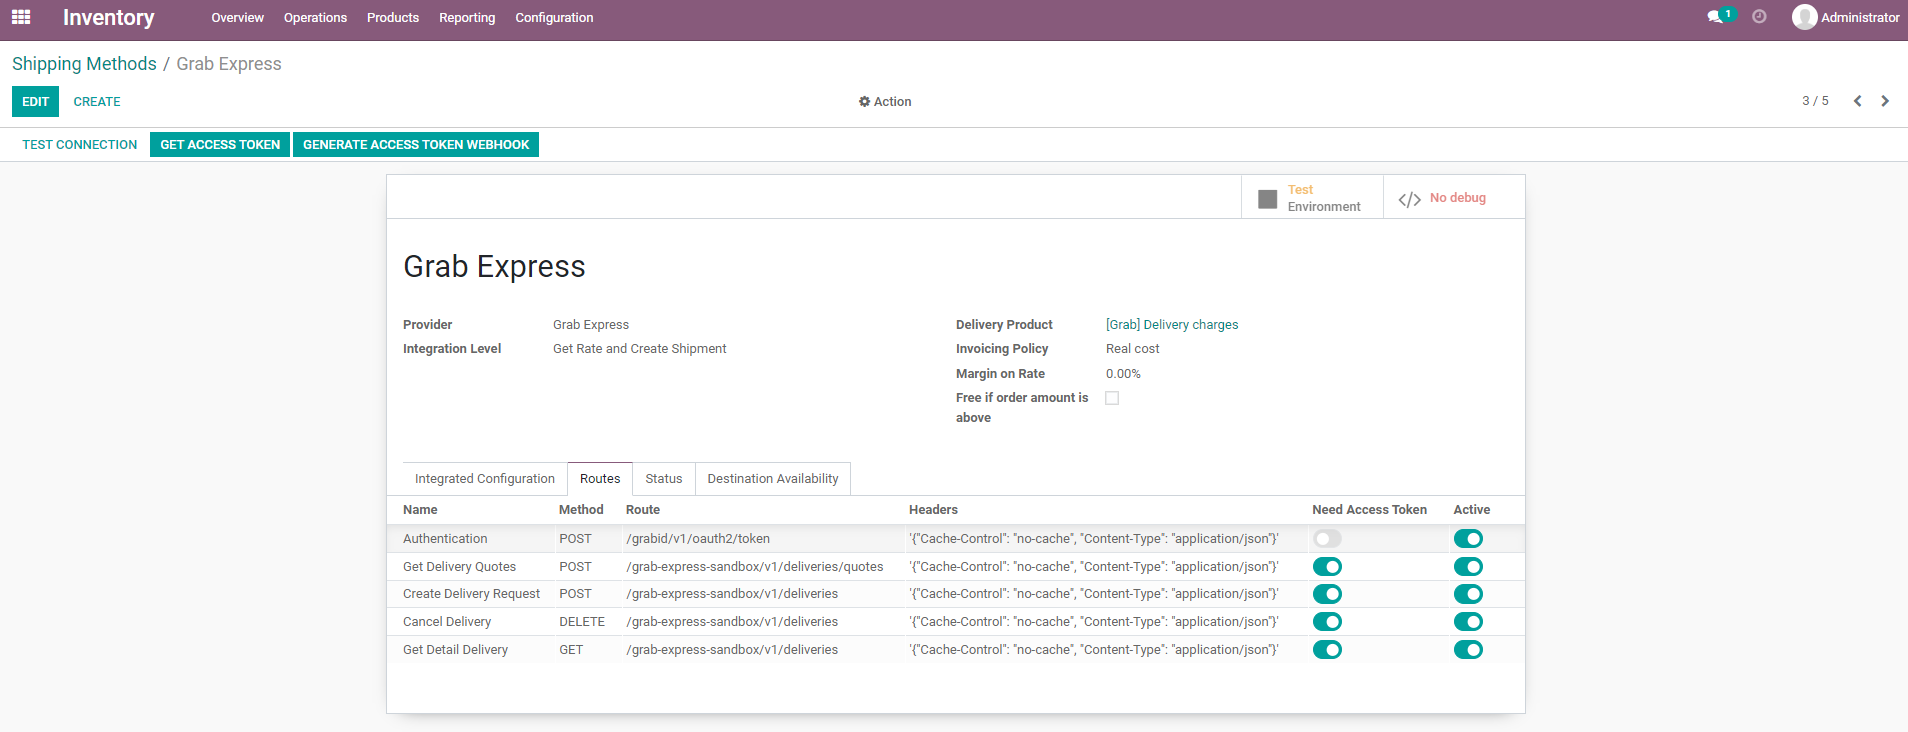 Inventory Overview Operations Products Reporting Configuration 1 Administrator
Shipping Methods / Grab Express
EDIT CREATE Action 3 / 5
TEST CONNECTION GET ACCESS TOKEN GENERATE ACCESS TOKEN WEBHOOK
Test
Environment
</> No debug
Grab Express
Provider Grab Express
Integration Level Get Rate and Create Shipment
Delivery Product [Grab] Delivery charges
Invoicing Policy Real cost
Margin on Rate 0.00%
Free if order amount is
above
Integrated Configuration Routes Status Destination Availability
Name Method Route Headers Need Access Token Active
Authentication POST /grabid/v1/oauth2/token '{"Cache-Control": "no-cache", "Content-Type": "application/json"}'
Get Delivery Quotes POST /grab-express-sandbox/v1/deliveries/quotes '{"Cache-Control": "no-cache", "Content-Type": "application/json"}'
Create Delivery Request POST /grab-express-sandbox/v1/deliveries '{"Cache-Control": "no-cache", "Content-Type": "application/json"}'
Cancel Delivery DELETE /grab-express-sandbox/v1/deliveries '{"Cache-Control": "no-cache", "Content-Type": "application/json"}'
Get Detail Delivery GET /grab-express-sandbox/v1/deliveries '{"Cache-Control": "no-cache", "Content-Type": "application/json"}'